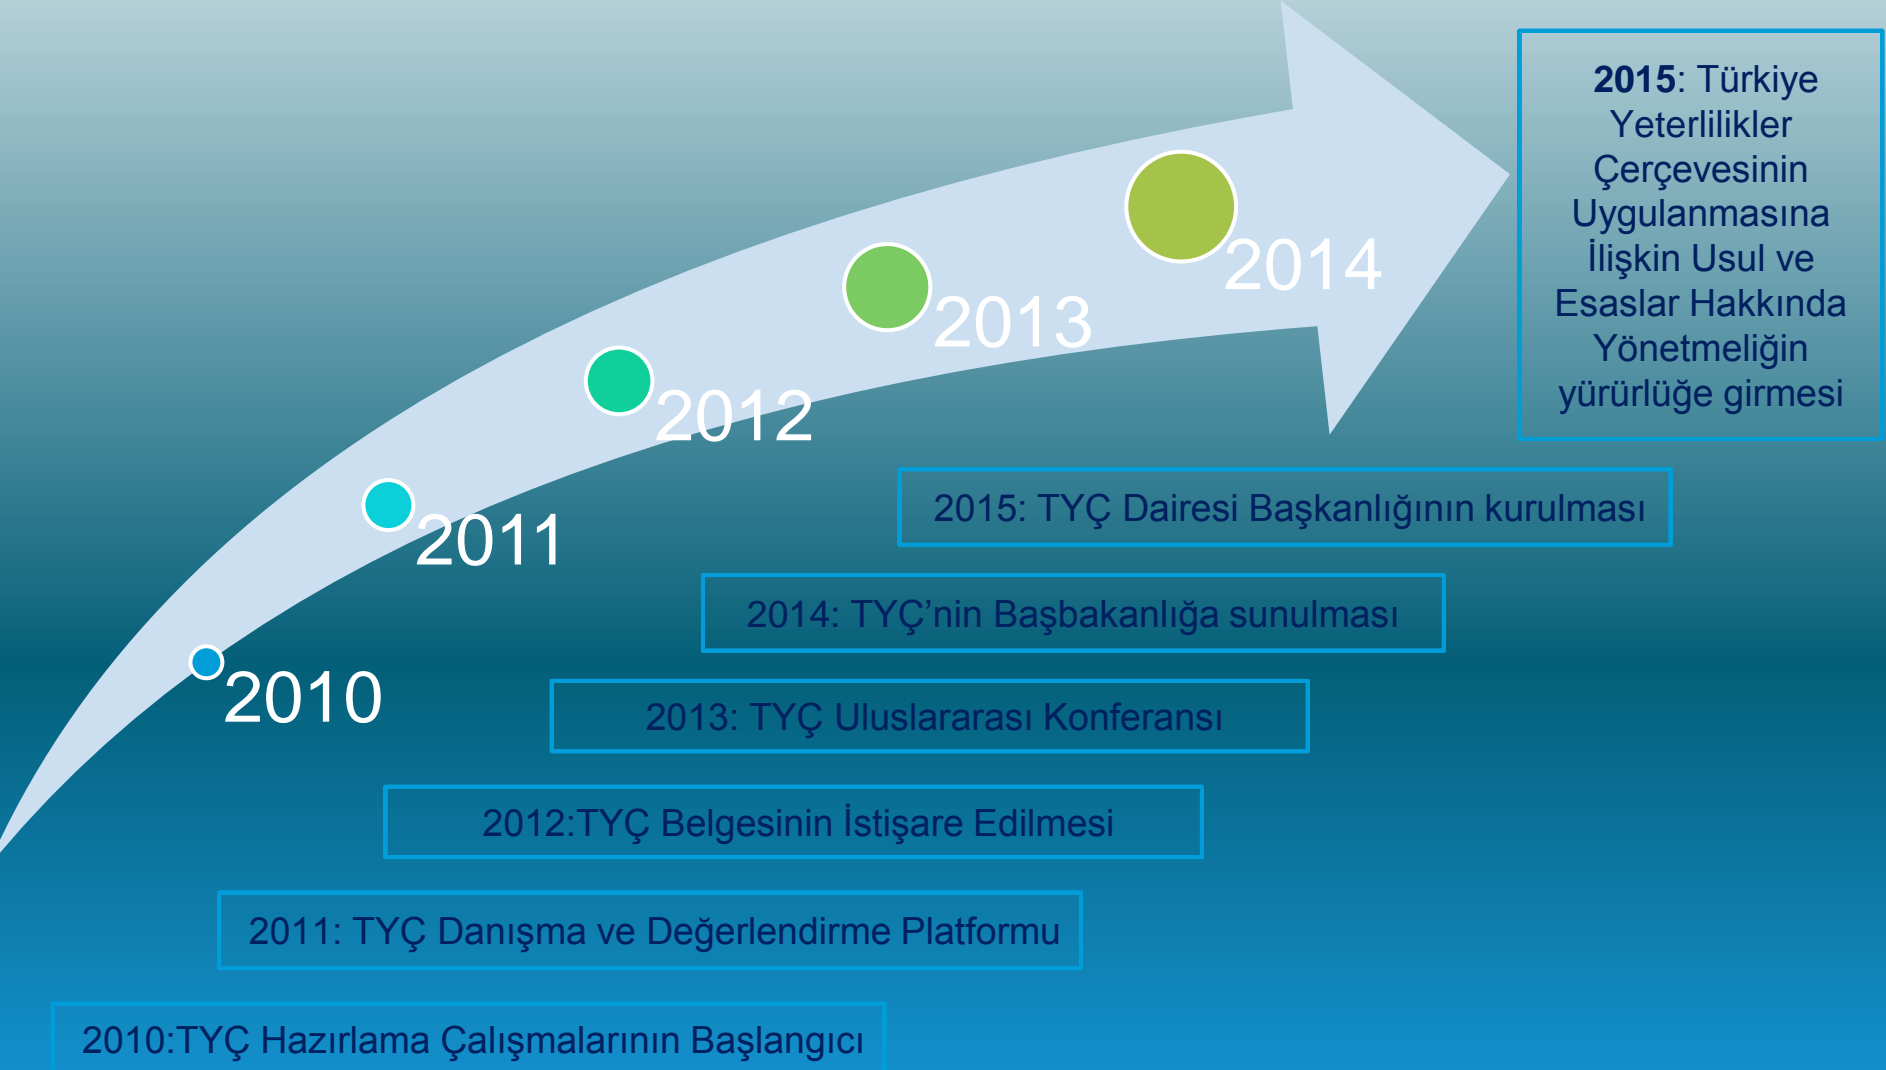 2015: Türkiye
Yeterlilikler
Çerçevesinin
Uygulanmasına
İlişkin Usul ve
Esaslar Hakkında
Yönetmeliğin
yürürlüğe girmesi
2014
2013
2012
2011
2010
2015: TYÇ Dairesi Başkanlığının kurulması
2014: TYÇ’nin Başbakanlığa sunulması
2013: TYÇ Uluslararası Konferansı
2012:TYÇ Belgesinin İstişare Edilmesi
2011: TYÇ Danışma ve Değerlendirme Platformu
2010:TYÇ Hazırlama Çalışmalarının Başlangıcı